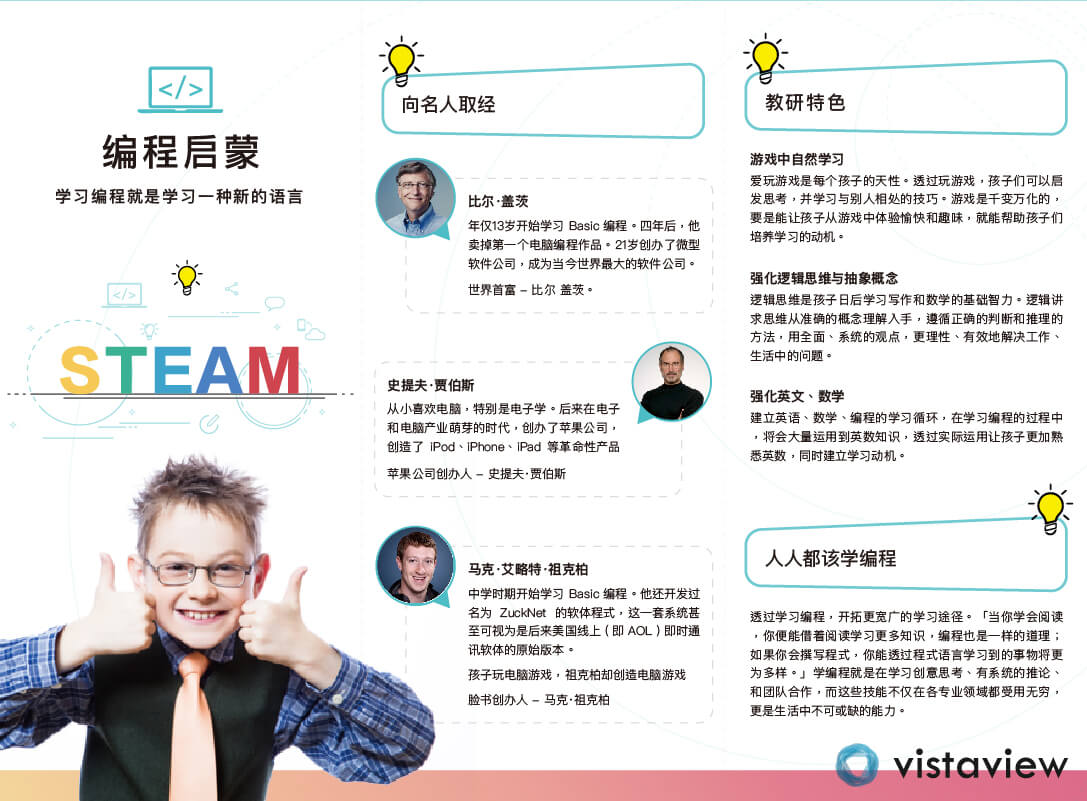 </>
编程启蒙
学习编程就是学习一种新的语言
</>
STEAM
向名人取经
比尔·盖茨
年仅13岁开始学习 Basic 编程。四年后，他
卖掉第一个电脑编程作品。21岁创办了微型
软件公司，成为当今世界最大的软件公司。
世界首富 – 比尔 盖茨。
史提夫·贾伯斯
从小喜欢电脑，特别是电子学。后来在电子
和电脑产业萌芽的时代，创办了苹果公司，
创造了 iPod、iPhone、iPad 等革命性产品
苹果公司创办人 – 史提夫·贾伯斯
马克·艾略特·祖克柏
中学时期开始学习 Basic 编程。他还开发过
名为 ZuckNet 的软体程式，这一套系统甚
至可视为是后来美国线上（即 AOL）即时通
讯软体的原始版本。
孩子玩电脑游戏，祖克柏却创造电脑游戏
脸书创办人 – 马克·祖克柏
教研特色
游戏中自然学习
爱玩游戏是每个孩子的天性。透过玩游戏，孩子们可以启
发思考，并学习与别人相处的技巧。游戏是千变万化的，
要是能让孩子从游戏中体验愉快和趣味，就能帮助孩子们
培养学习的动机。
强化逻辑思维与抽象概念
逻辑思维是孩子日后学习写作和数学的基础智力。逻辑讲
求思维从准确的概念理解入手，遵循正确的判断和推理的
方法，用全面、系统的观点，更理性、有效地解决工作、
生活中的问题。
强化英文、数学
建立英语、数学、编程的学习循环，在学习编程的过程中
，将会大量运用到英数知识，透过实际运用让孩子更加熟
悉英数，同时建立学习动机。
人人都该学编程
透过学习编程，开拓更宽广的学习途径。「当你学会阅读
，你便能借着阅读学习更多知识，编程也是一样的道理；
如果你会撰写程式，你能透过程式语言学习到的事物将更
为多样。」学编程就是在学习创意思考、有系统的推论、
和团队合作，而这些技能不仅在各专业领域都受用无穷，
更是生活中不可或缺的能力。
vistaview